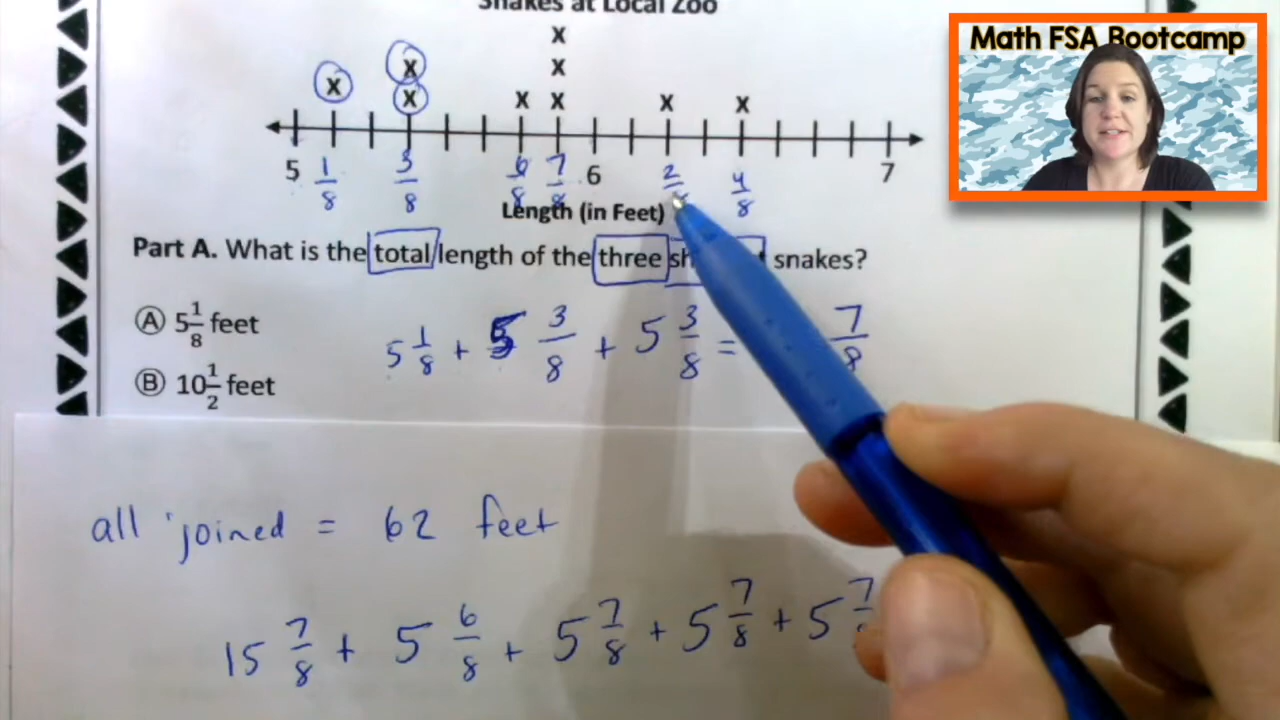 Snakes at Local Zoo
Math FSA Bootcamp
X
X
X X X
X X X X X
5 1/8 3/8 6/8 7/8 6 2/8 4/8 7
Length (in Feet)
Part A. What is the total length of the three snakes?
Ⓐ 5 1/8 feet
5 1/8 + 5 3/8 + 5 3/8 = 7/8
Ⓑ 10 1/2 feet
all joined = 62 feet
15 7/8 + 5 6/8 + 5 7/8 + 5 7/8 + 5